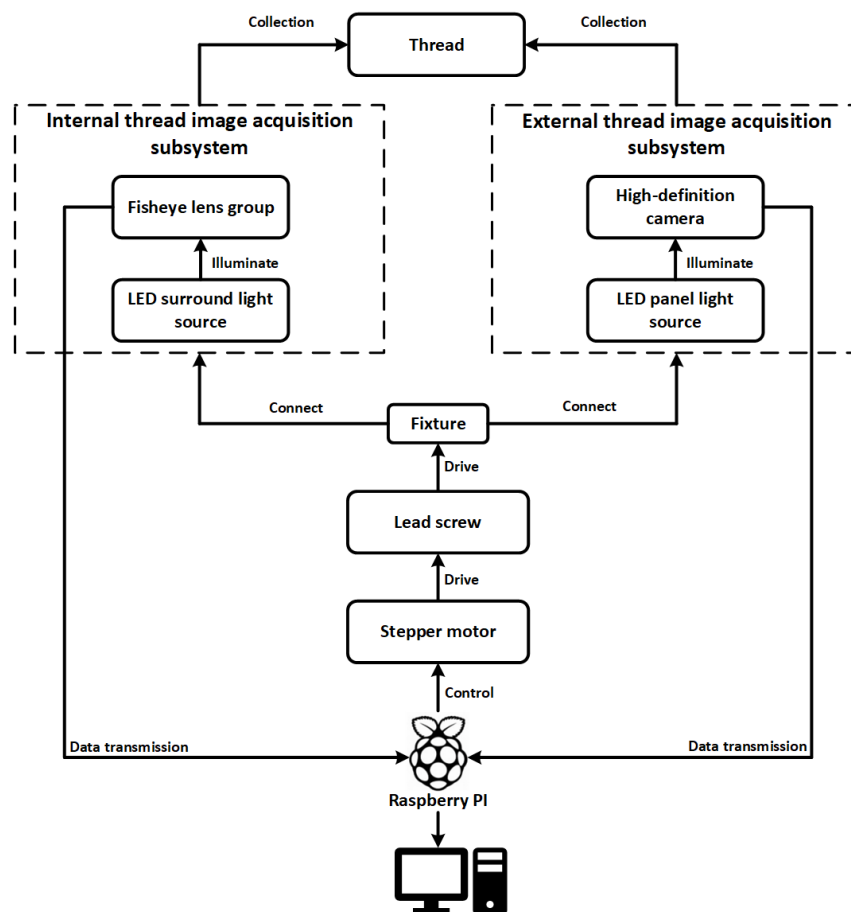 Collection
Thread
Collection
Internal thread image acquisition
subsystem
External thread image acquisition
subsystem
Fisheye lens group
High-definition
camera
Illuminate
Illuminate
LED surround light
source
LED panel light
source
Connect
Fixture
Connect
Drive
Lead screw
Drive
Stepper motor
Control
Data transmission
Data transmission
Raspberry PI